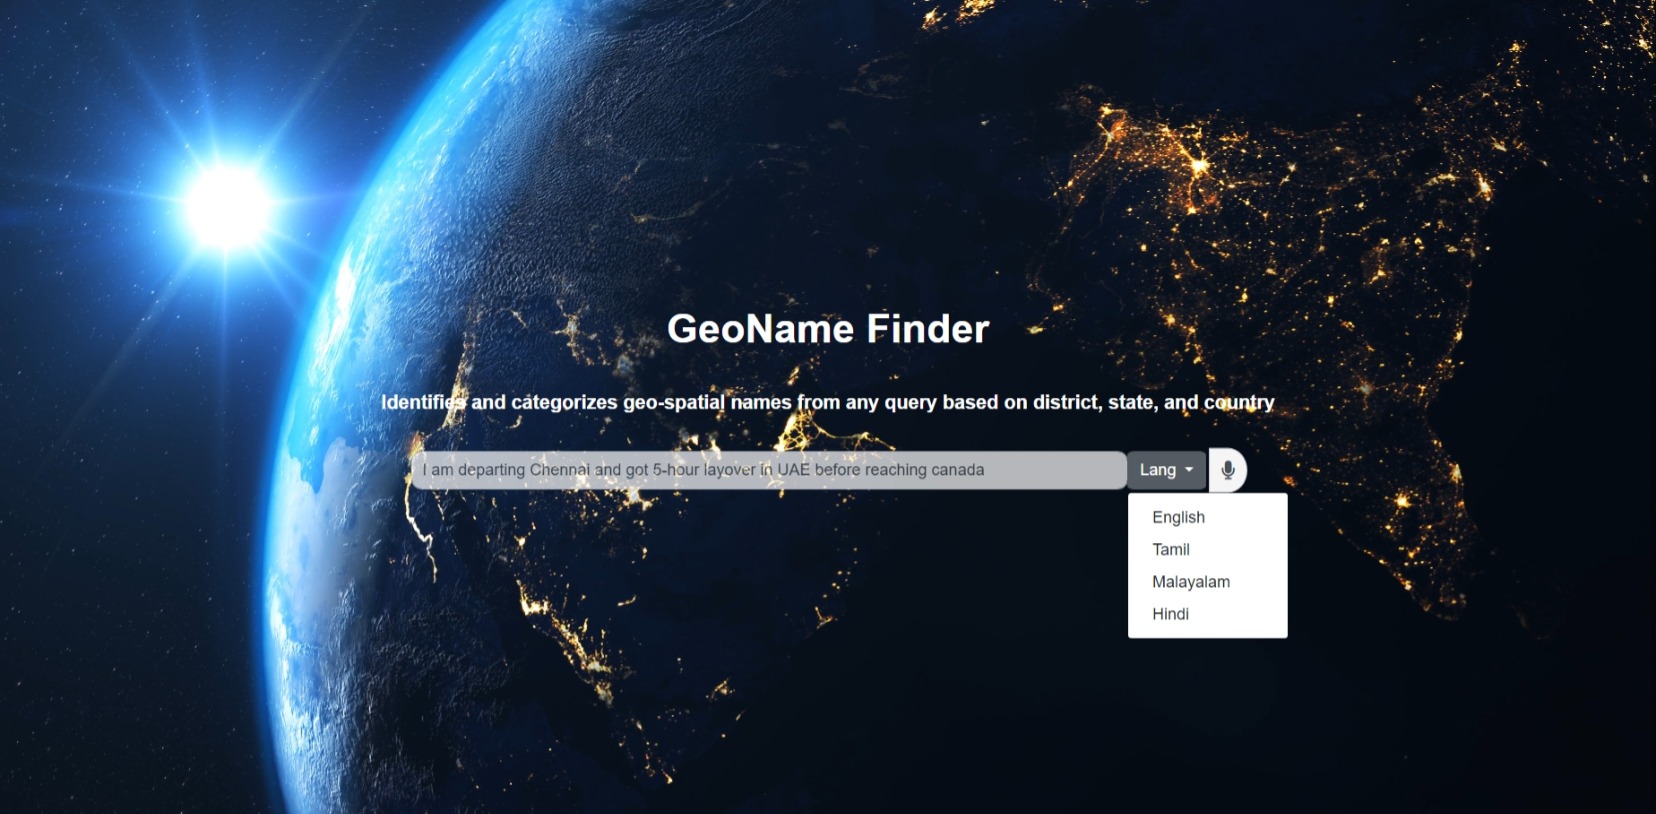 GeoName Finder
Identifies and categorizes geo-spatial names from any query based on district, state, and country
I am departing Chennai and got 5-hour layover in UAE before reaching canada
Lang
English
Tamil
Malayalam
Hindi